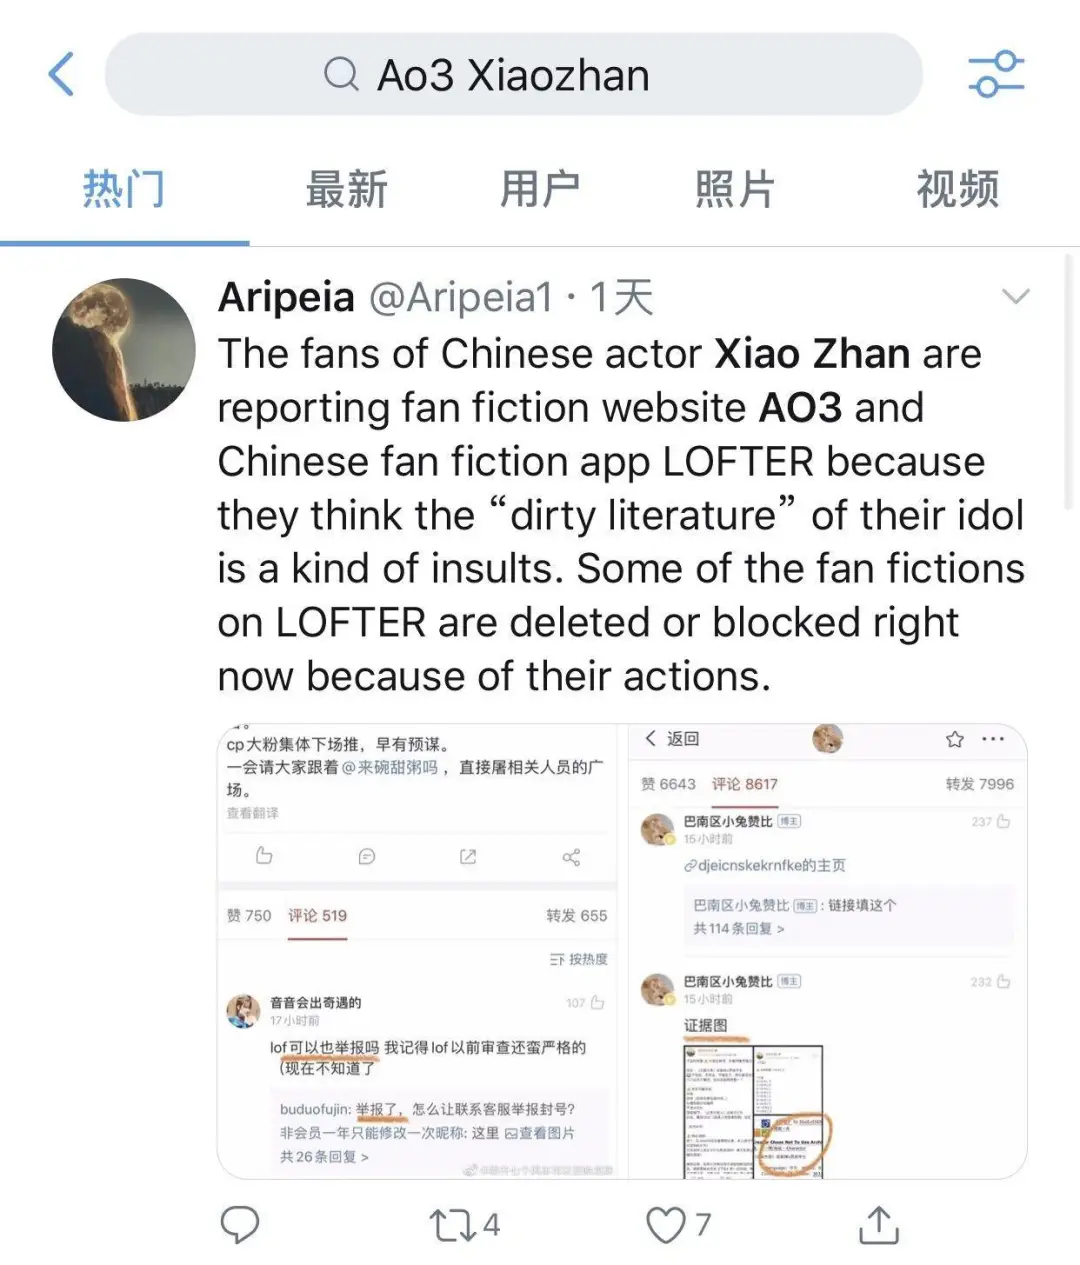 Ao3 Xiaozhan
热门 最新 用户 照片 视频
Aripeia @Aripeia1 · 1天
The fans of Chinese actor Xiao Zhan are
reporting fan fiction website AO3 and
Chinese fan fiction app LOFTER because
they think the “dirty literature” of their idol
is a kind of insults. Some of the fan fictions
on LOFTER are deleted or blocked right
now because of their actions.
cp大粉集体下场推，早有预谋。
一会请大家跟着@来碗甜粥吗，直接屠相关人员的广
场。
查看翻译
赞 750 评论 519 转发 655
按热度
音音会出奇遇的 107
17小时前
lof可以也举报吗 我记得lof以前审查还蛮严格的
（现在不知道了
buduofujin: 举报了，怎么让联系客服举报封号？
非会员一年只能修改一次昵称: 这里 查看图片
共26条回复 >
返回
赞 6643 评论 8617 转发 7996
巴南区小兔赞比 博主 237
15小时前
djeicnskekrnfke的主页
巴南区小兔赞比 博主 : 链接填这个
共114条回复 >
巴南区小兔赞比 博主 232
15小时前
证据图
4 7